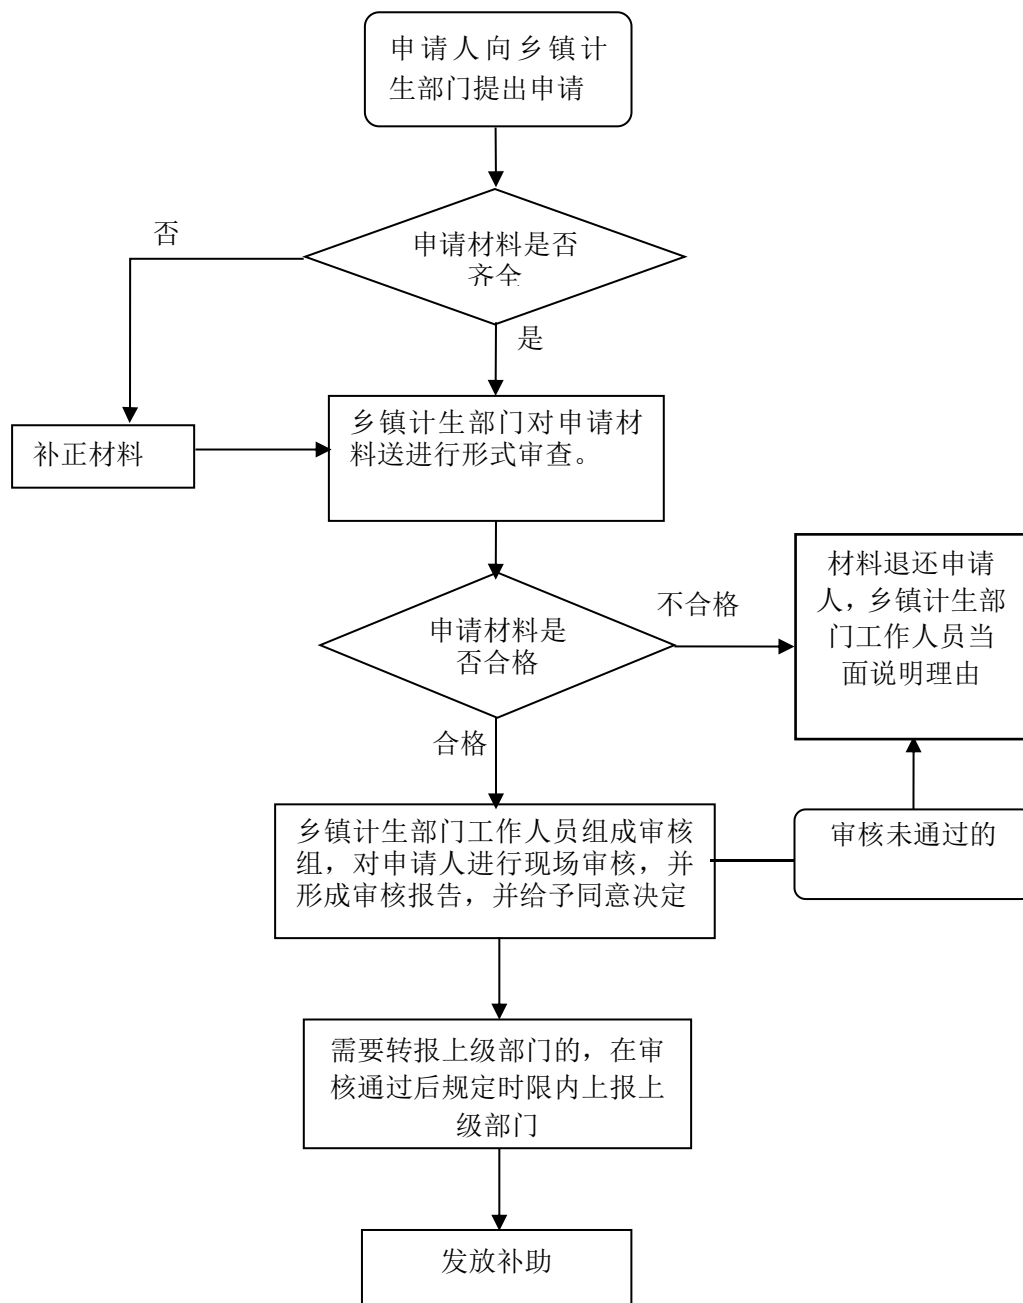 申请人向乡镇计
生部门提出申请
否
申请材料是否
齐全
是
乡镇计生部门对申请材
料送进行形式审查。
补正材料
材料退还申请
人，乡镇计生部
门工作人员当
面说明理由
不合格
申请材料是
否合格
合格
乡镇计生部门工作人员组成审核
组，对申请人进行现场审核，并
形成审核报告，并给予同意决定
审核未通过的
需要转报上级部门的，在审
核通过后规定时限内上报上
级部门
发放补助